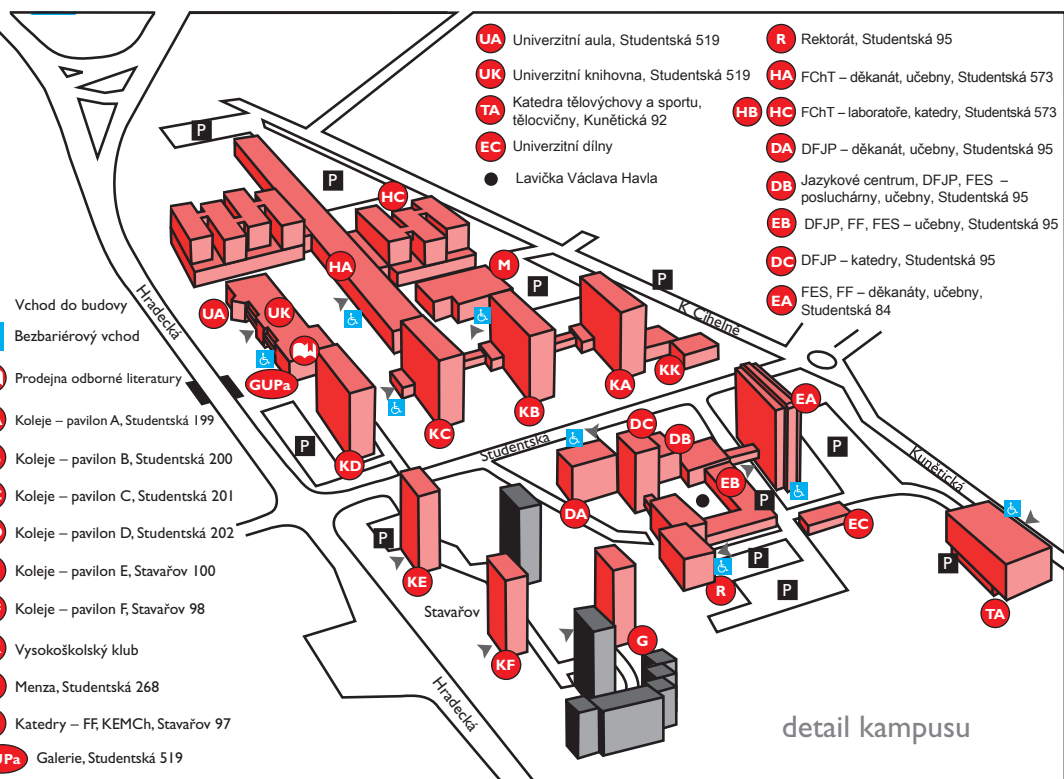 UA Univerzitní aula, Studentská 519
UK Univerzitní knihovna, Studentská 519
TA Katedra tělovýchovy a sportu,
tělocvičny, Kunětická 92
EC Univerzitní dílny
Lavička Václava Havla
R Rektorát, Studentská 95
HA FChT – děkanát, učebny, Studentská 573
HB HC FChT – laboratoře, katedry, Studentská 573
DA DFJP – děkanát, učebny, Studentská 95
DB Jazykové centrum, DFJP, FES –
posluchárny, učebny, Studentská 95
EB DFJP, FF, FES – učebny, Studentská 95
DC DFJP – katedry, Studentská 95
EA FES, FF – děkanáty, učebny,
Studentská 84
Vchod do budovy
Bezbariérový vchod
Prodejna odborné literatury
Koleje – pavilon A, Studentská 199
Koleje – pavilon B, Studentská 200
Koleje – pavilon C, Studentská 201
Koleje – pavilon D, Studentská 202
Koleje – pavilon E, Stavařov 100
Koleje – pavilon F, Stavařov 98
Vysokoškolský klub
Menza, Studentská 268
Katedry – FF, KEMCh, Stavařov 97
UPa Galerie, Studentská 519
P
P
HC
HA
M
P
P
K Cihelně
Hradecká
UA
UK
GUPa
KA
KK
KB
KC
KD
P
Studentská
EA
DC
DB
EB
DA
P
P
Kunětická
EC
P
P
P
R
TA
P
KE
Stavařov
KF
G
Hradecká
detail kampusu